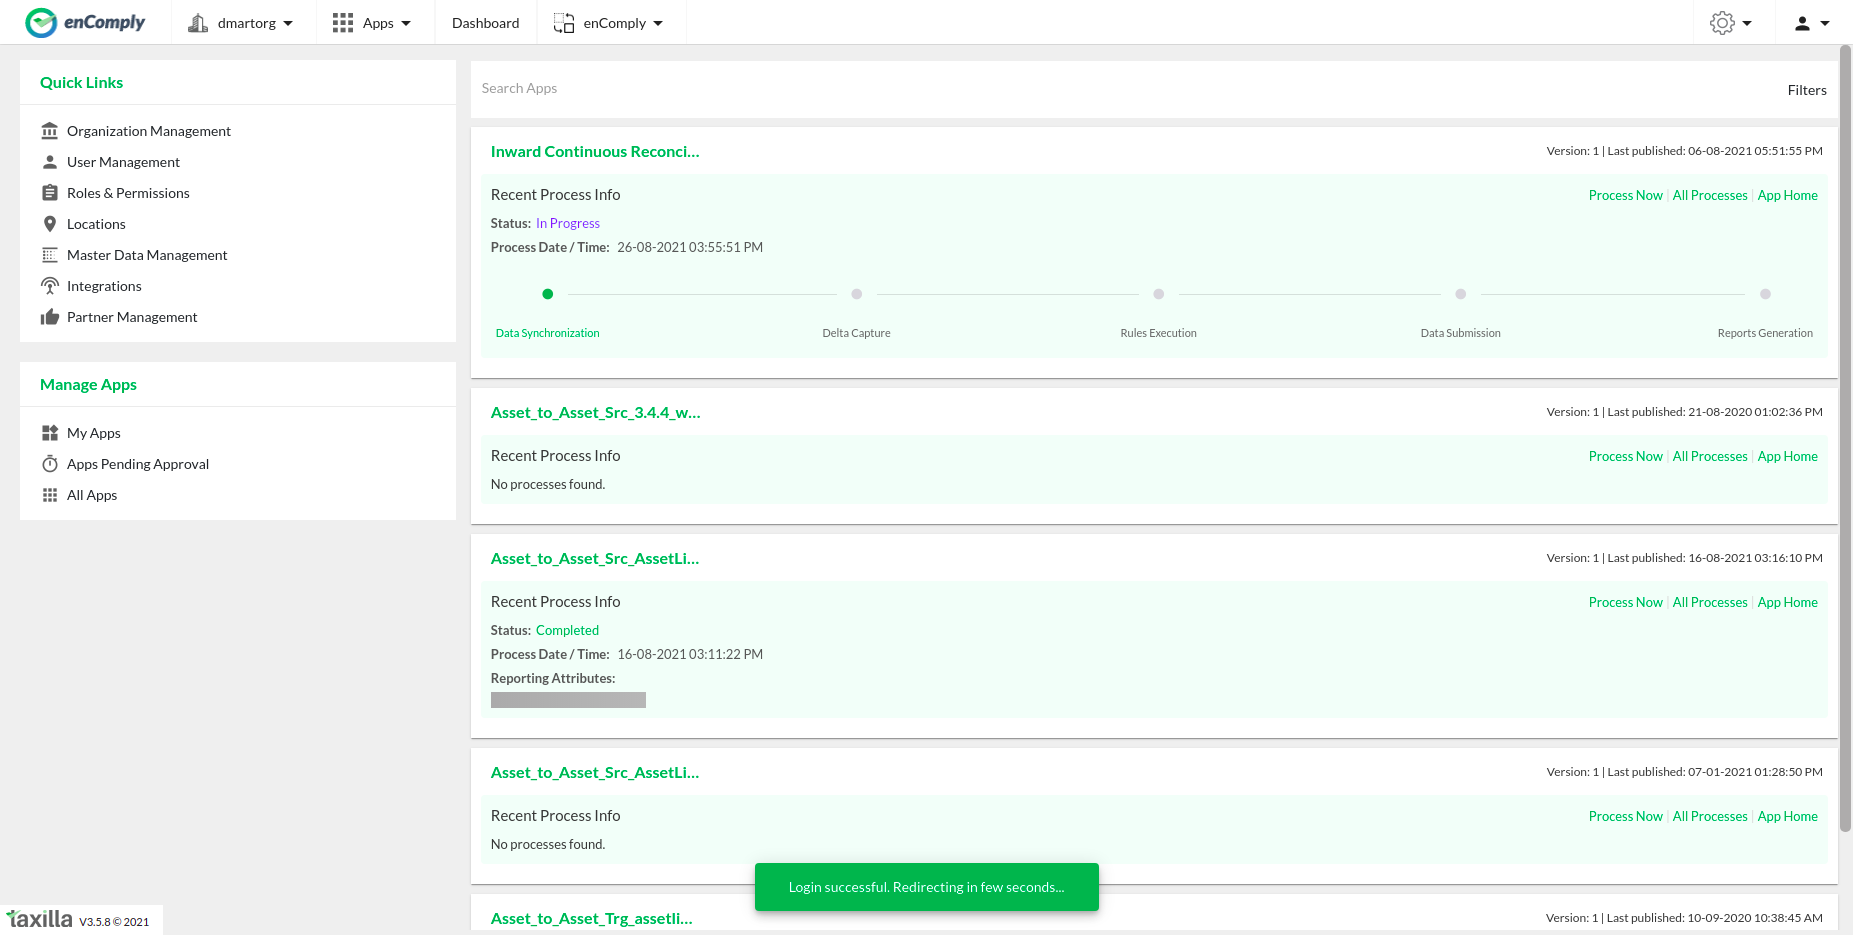 enComply
dmartorg
Apps
Dashboard
enComply
Quick Links
Organization Management
User Management
Roles & Permissions
Locations
Master Data Management
Integrations
Partner Management
Manage Apps
My Apps
Apps Pending Approval
All Apps
Search Apps
Filters
Inward Continuous Reconci...
Version: 1 | Last published: 06-08-2021 05:51:55 PM
Recent Process Info
Process Now | All Processes | App Home
Status: In Progress
Process Date / Time: 26-08-2021 03:55:51 PM
Data Synchronization
Delta Capture
Rules Execution
Data Submission
Reports Generation
Asset_to_Asset_Src_3.4.4_w...
Version: 1 | Last published: 21-08-2020 01:02:36 PM
Recent Process Info
Process Now | All Processes | App Home
No processes found.
Asset_to_Asset_Src_AssetLi...
Version: 1 | Last published: 16-08-2021 03:16:10 PM
Recent Process Info
Process Now | All Processes | App Home
Status: Completed
Process Date / Time: 16-08-2021 03:11:22 PM
Reporting Attributes:
Asset_to_Asset_Src_AssetLi...
Version: 1 | Last published: 07-01-2021 01:28:50 PM
Recent Process Info
Process Now | All Processes | App Home
No processes found.
Login successful. Redirecting in few seconds...
Asset_to_Asset_Trg_assetli...
Version: 1 | Last published: 10-09-2020 10:38:45 AM
taxilla V3.5.8 © 2021